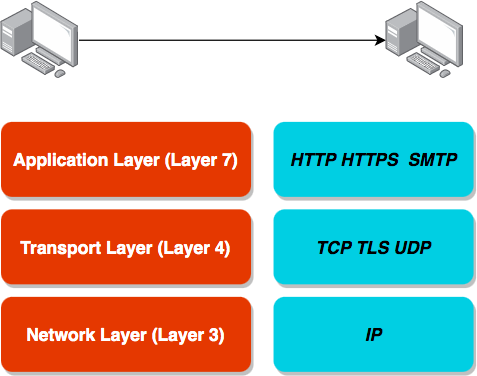 Application Layer (Layer 7)
HTTP HTTPS  SMTP
Transport Layer (Layer 4)
TCP TLS UDP
Network Layer (Layer 3)
IP